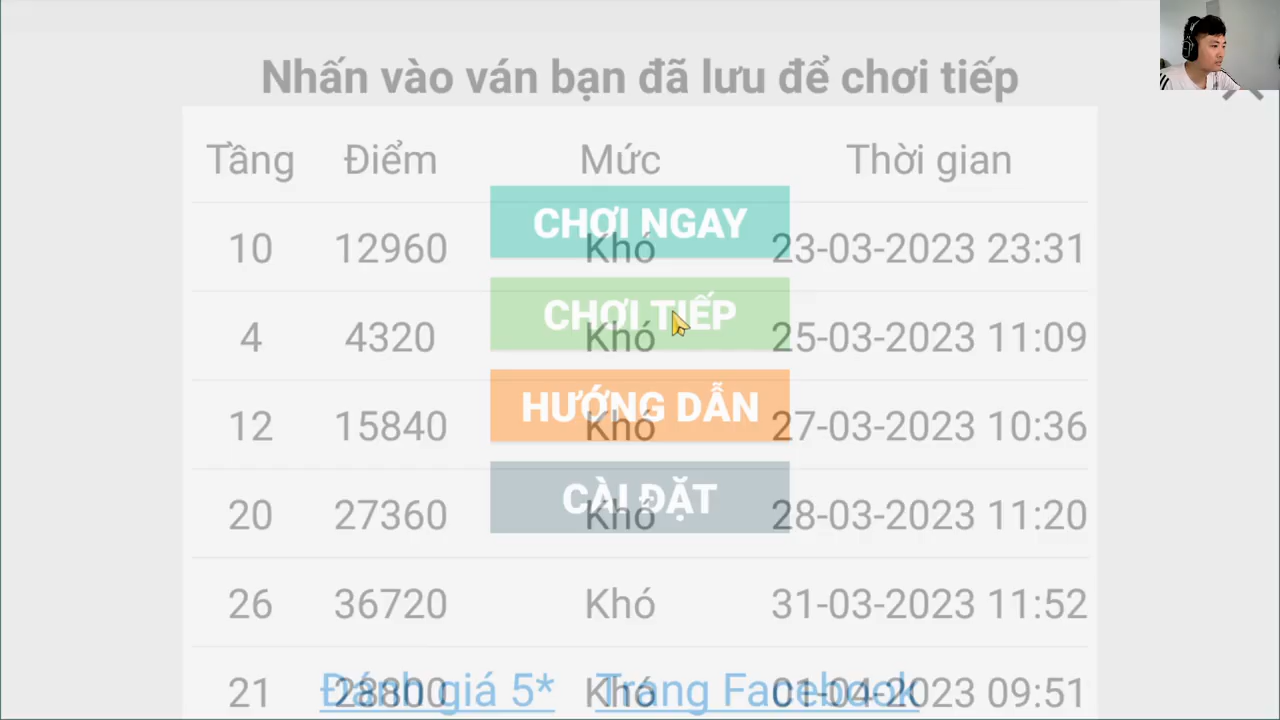 Nhấn vào ván bạn đã lưu để chơi tiếp
Tầng Điểm Mức Thời gian
CHƠI NGAY
10 12960 Khó 23-03-2023 23:31
CHƠI TIẾP
4 4320 Khó 25-03-2023 11:09
HƯỚNG DẪN
12 15840 Khó 27-03-2023 10:36
CÀI ĐẶT
20 27360 Khó 28-03-2023 11:20
26 36720 Khó 31-03-2023 11:52
21 28800 Khó 01-04-2023 09:51
Đánh giá 5* Trang Facebook